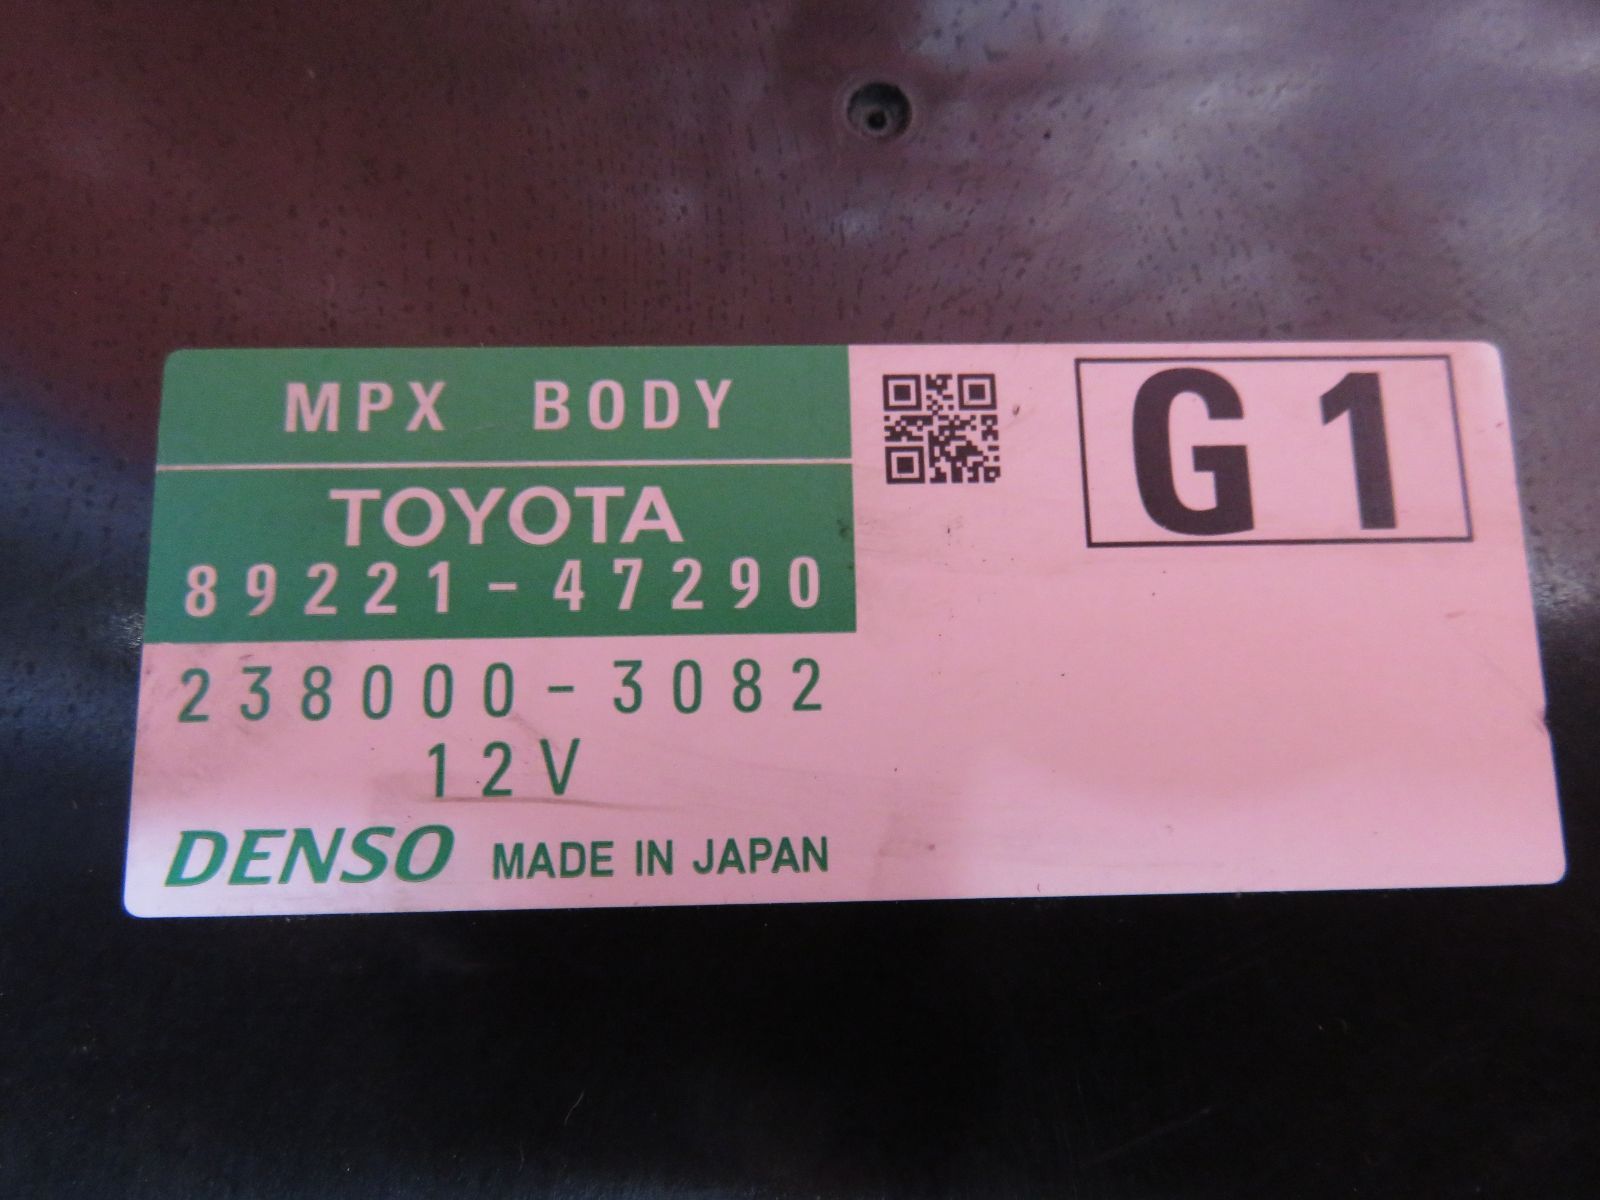 MPX BODY
TOYOTA
89221-47290
238000-3082
12V
DENSO MADE IN JAPAN
G1